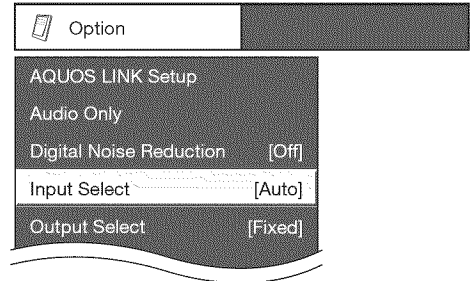 Option
AQUOS LINK Setup
Audio Only
Digital Noise Reduction [Off]
Input Select [Auto]
Output Select [Fixed]